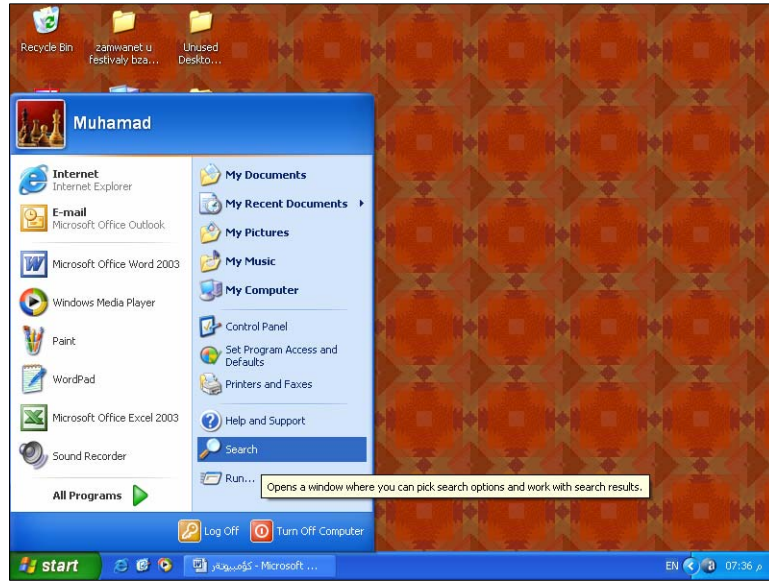 Recycle Bin
zamwanet u
festivaly bza...
Unused
Deskto...
Muhamad
Internet
Internet Explorer
E-mail
Microsoft Office Outlook
Microsoft Office Word 2003
Windows Media Player
Paint
WordPad
Microsoft Office Excel 2003
Sound Recorder
All Programs
My Documents
My Recent Documents
My Pictures
My Music
My Computer
Control Panel
Set Program Access and
Defaults
Printers and Faxes
Help and Support
Search
Run...
Opens a window where you can pick search options and work with search results.
Log Off
Turn Off Computer
start
كۆمپیوتەر - Microsoft ...
EN
07:36 م